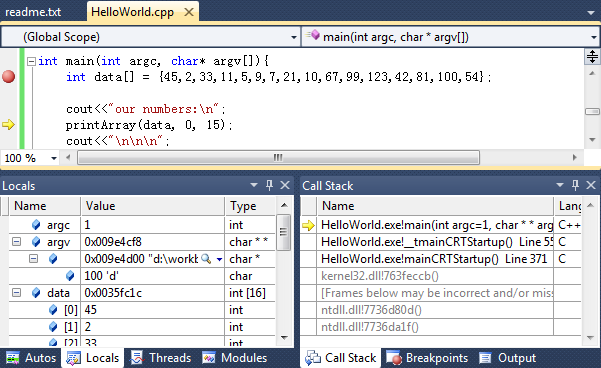 readme.txt HelloWorld.cpp
(Global Scope) main(int argc, char * argv[])
int main(int argc, char* argv[]){
int data[] = {45,2,33,11,5,9,7,21,10,67,99,123,42,81,100,54};
cout<<"our numbers:\n";
printArray(data, 0, 15);
cout<<"\n\n\n";
100 %
Locals
Name Value Type
argc 1 int
argv 0x009e4cf8 char * *
0x009e4d00 "d:\workt char *
100 'd' char
data 0x0035fc1c int [16]
[0] 45 int
[1] 2 int
[2] 33 int
Autos Locals Threads Modules
Call Stack
Name Lang
HelloWorld.exe!main(int argc=1, char * * arg C++
HelloWorld.exe!__tmainCRTStartup() Line 55 C
HelloWorld.exe!mainCRTStartup() Line 371 C
kernel32.dll!763feccb()
[Frames below may be incorrect and/or miss
ntdll.dll!7736d80d()
ntdll.dll!7736da1f()
Call Stack Breakpoints Output